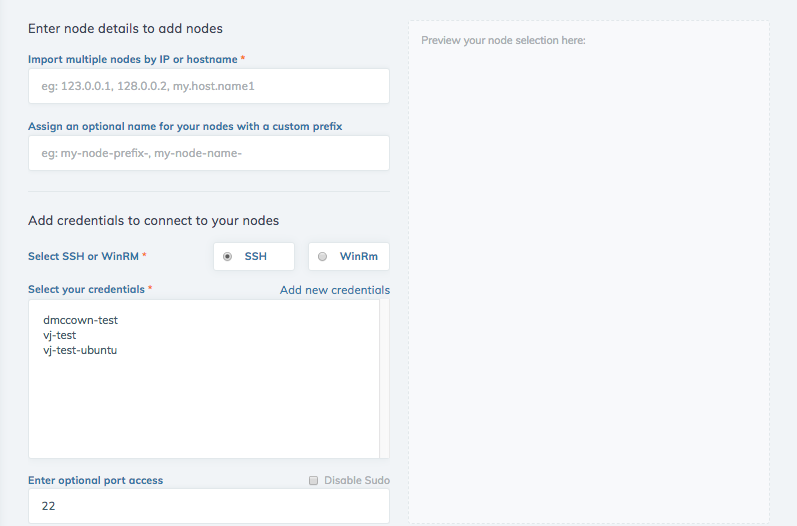 Enter node details to add nodes
Preview your node selection here:
Import multiple nodes by IP or hostname *
eg: 123.0.0.1, 128.0.0.2, my.host.name1
Assign an optional name for your nodes with a custom prefix
eg: my-node-prefix-, my-node-name-
Add credentials to connect to your nodes
Select SSH or WinRM * SSH WinRm
Select your credentials * Add new credentials
dmccown-test
vj-test
vj-test-ubuntu
Enter optional port access Disable Sudo
22